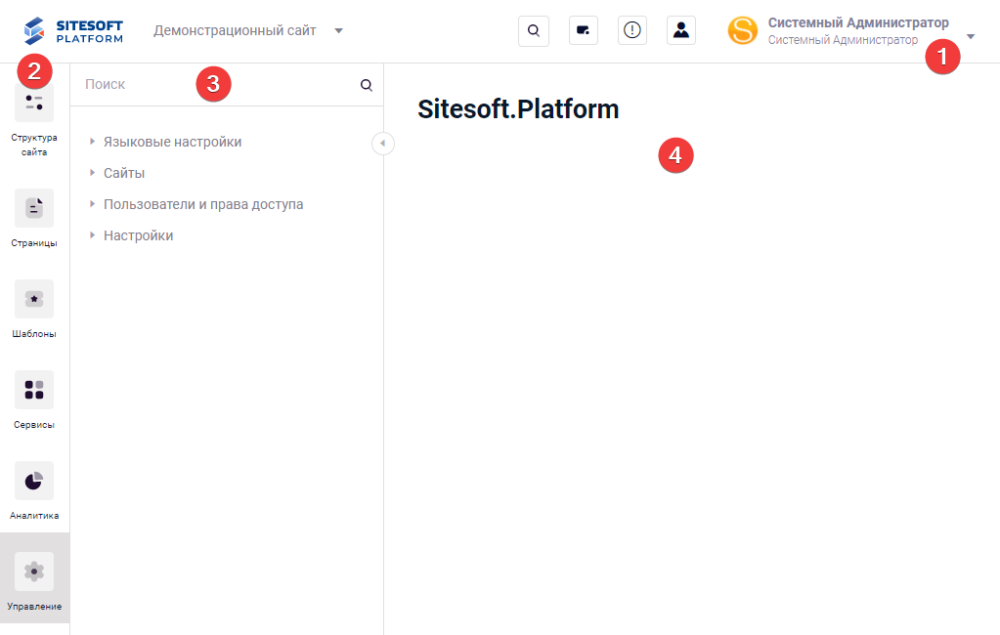 SITESOFT
PLATFORM
Демонстрационный сайт
Системный Администратор
Системный Администратор
1
2
Структура
сайта
Страницы
Шаблоны
Сервисы
Аналитика
Управление
Поиск
3
Языковые настройки
Сайты
Пользователи и права доступа
Настройки
Sitesoft.Platform
4